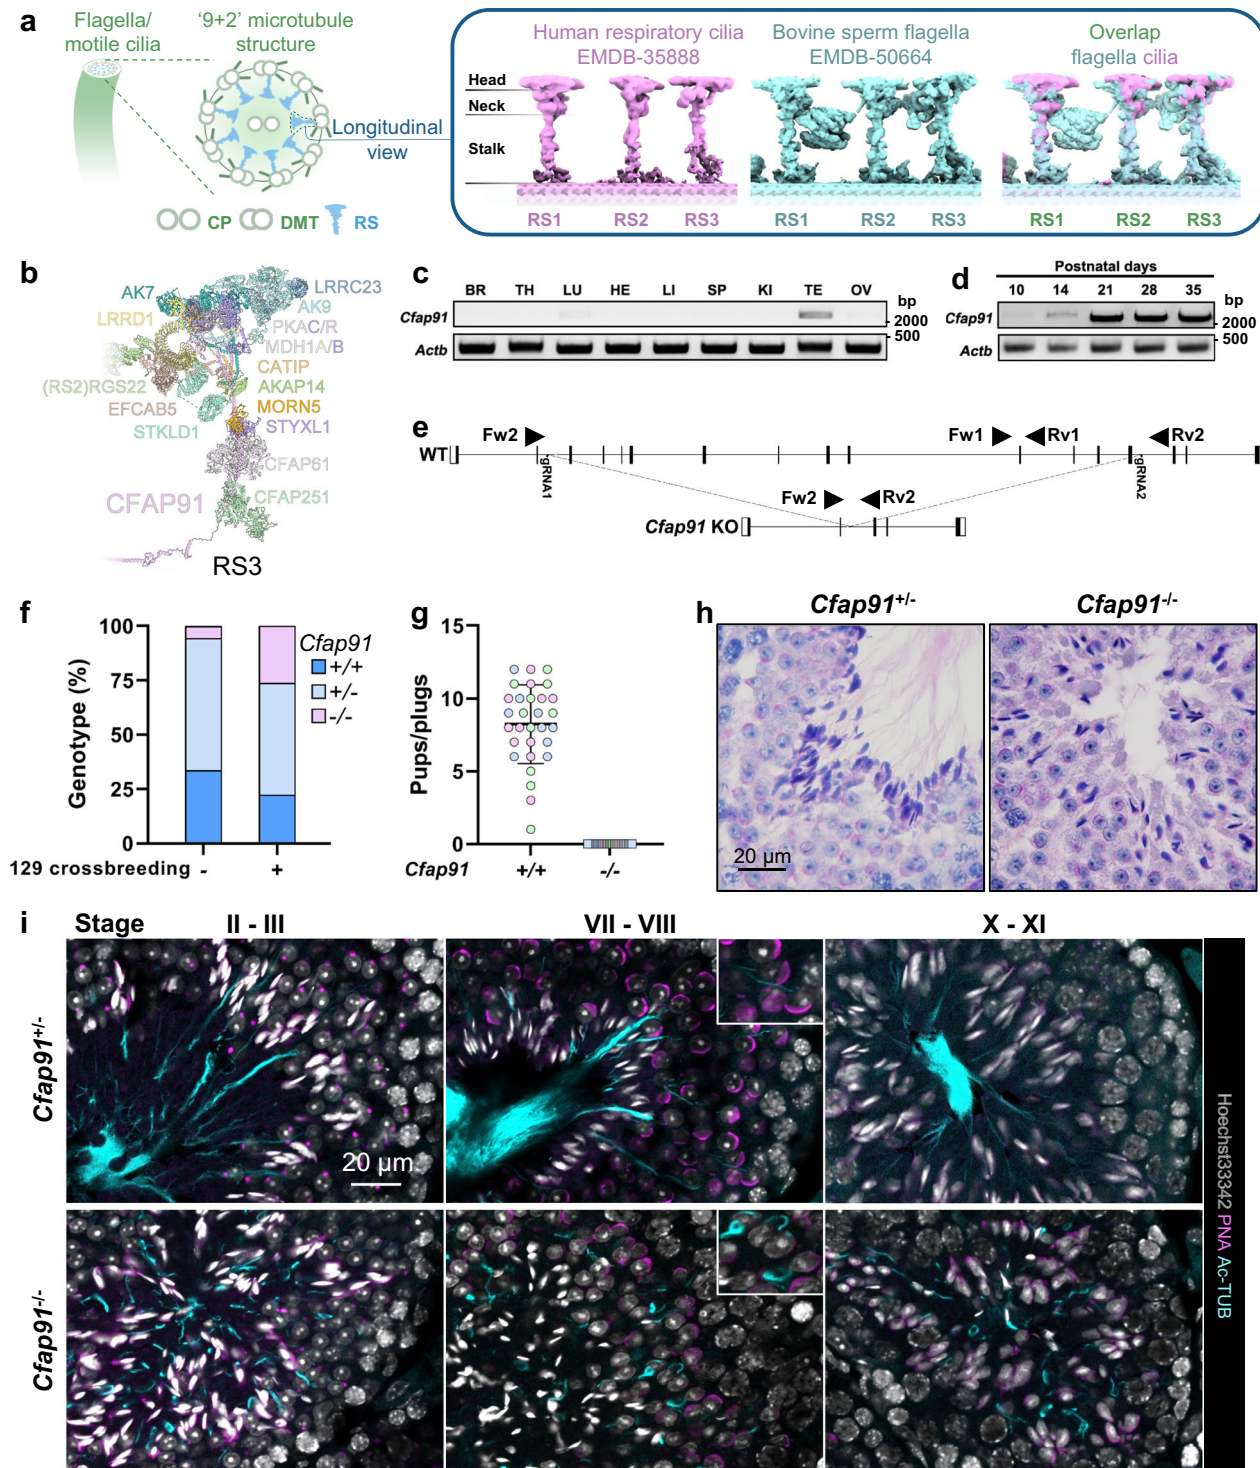 a
Flagella/
motile cilia
'9+2' microtubule
structure
Longitudinal
view
CP
DMT
RS
Human respiratory cilia
EMDB-35888
Bovine sperm flagella
EMDB-50664
Overlap
flagella cilia
Head
Neck
Stalk
RS1 RS2 RS3
RS1 RS2 RS3
RS1 RS2 RS3
b
AK7
LRRC23
LRRD1
AK9
PKAC/R
MDH1A/B
(RS2)RGS22
CATIP
EFCAB5
AKAP14
STKLD1
MORN5
STYXL1
CFAP61
CFAP91
CFAP251
RS3
c
BR TH LU HE LI SP KI TE OV
bp
Cfap91
2000
500
Actb
d
Postnatal days
10 14 21 28 35
bp
Cfap91
2000
500
Actb
e
Fw2
Fw1
Rv1
Rv2
WT
gRNA1
gRNA2
Fw2
Rv2
Cfap91 KO
f
100
75
50
25
0
Genotype (%)
Cfap91
+/+
+/-
-/-
129 crossbreeding - +
g
15
10
5
0
Pups/plugs
Cfap91 +/+ -/-
h
Cfap91+/-
Cfap91-/-
20 µm
i
Stage II - III VII - VIII X - XI
Cfap91+/-
20 µm
Cfap91-/-
Hoechst33342 PNA Ac-TUB